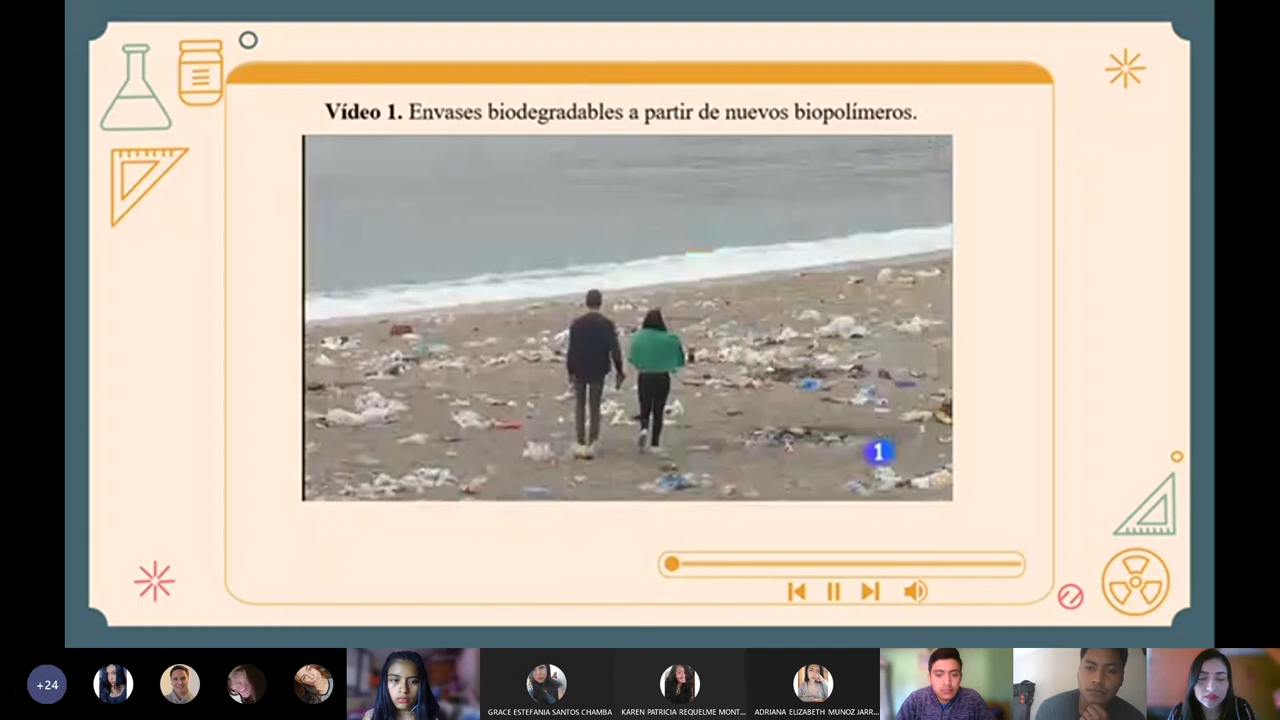 Vídeo 1. Envases biodegradables a partir de nuevos biopolímeros.
1
+24
GRACE ESTEFANIA SANTOS CHAMBA
KAREN PATRICIA REQUELME MONT...
ADRIANA ELIZABETH MUNOZ JARR...